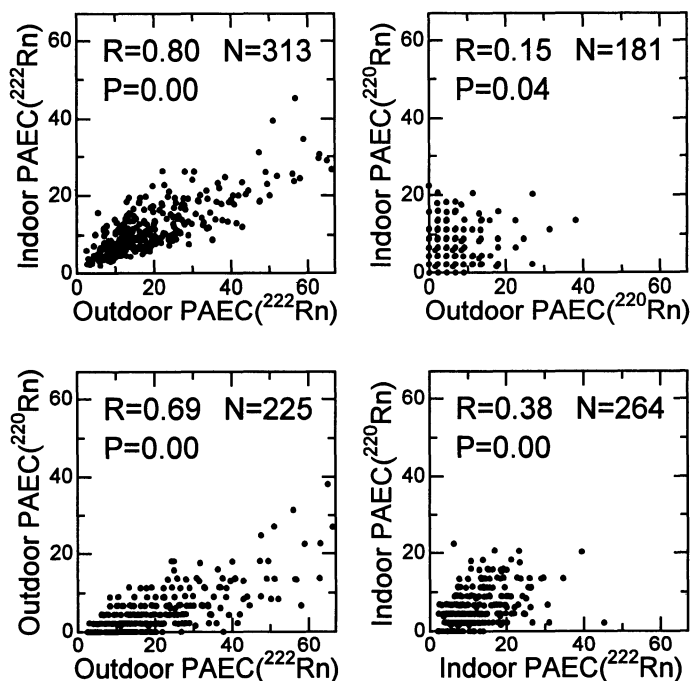 60
40
20
0
R=0.80 N=313
P=0.00
Indoor PAEC(²²²Rn)
0 20 40 60
Outdoor PAEC(²²²Rn)
60
40
20
0
R=0.15 N=181
P=0.04
Indoor PAEC(²²⁰Rn)
0 20 40 60
Outdoor PAEC(²²⁰Rn)
60
40
20
0
R=0.69 N=225
P=0.00
Outdoor PAEC(²²⁰Rn)
0 20 40 60
Outdoor PAEC(²²²Rn)
60
40
20
0
R=0.38 N=264
P=0.00
Indoor PAEC(²²⁰Rn)
0 20 40 60
Indoor PAEC(²²²Rn)